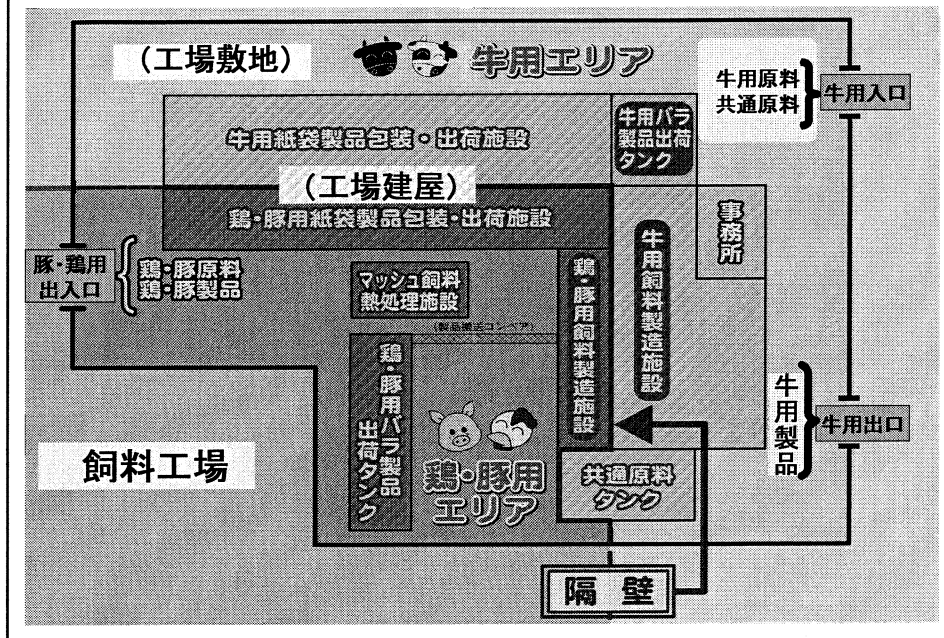 （工場敷地）
牛用エリア
牛用原料
共通原料
牛用入口
牛用紙袋製品包装・出荷施設
牛用バラ
製品出荷
タンク
（工場建屋）
鶏・豚用紙袋製品包装・出荷施設
事務所
豚・鶏用
出入口
鶏・豚原料
鶏・豚製品
マッシュ飼料
熱処理施設
（製品搬送コンベア）
鶏・豚用飼料製造施設
牛用飼料製造施設
鶏・豚用バラ製品
出荷タンク
牛用製品
牛用出口
飼料工場
鶏・豚用
エリア
共通原料
タンク
隔壁